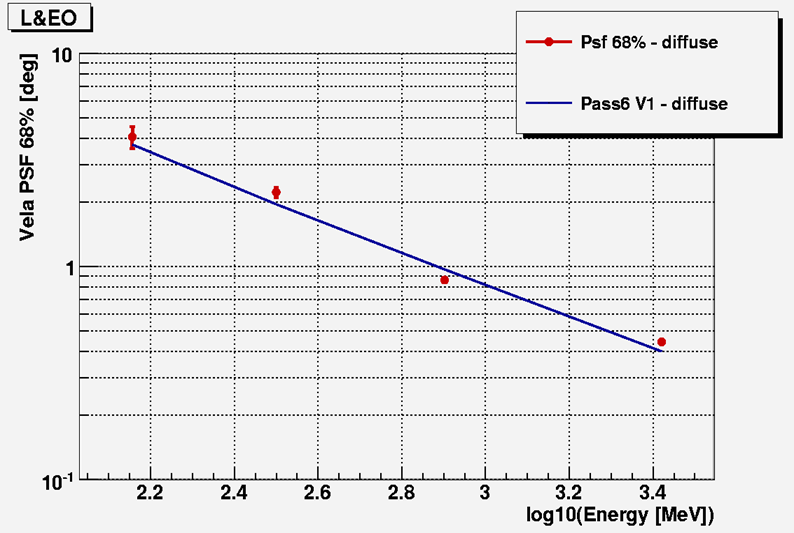 L&EO
Psf 68% - diffuse
Pass6 V1 - diffuse
Vela PSF 68% [deg]
10
1
10-1
2.2 2.4 2.6 2.8 3 3.2 3.4
log10(Energy [MeV])